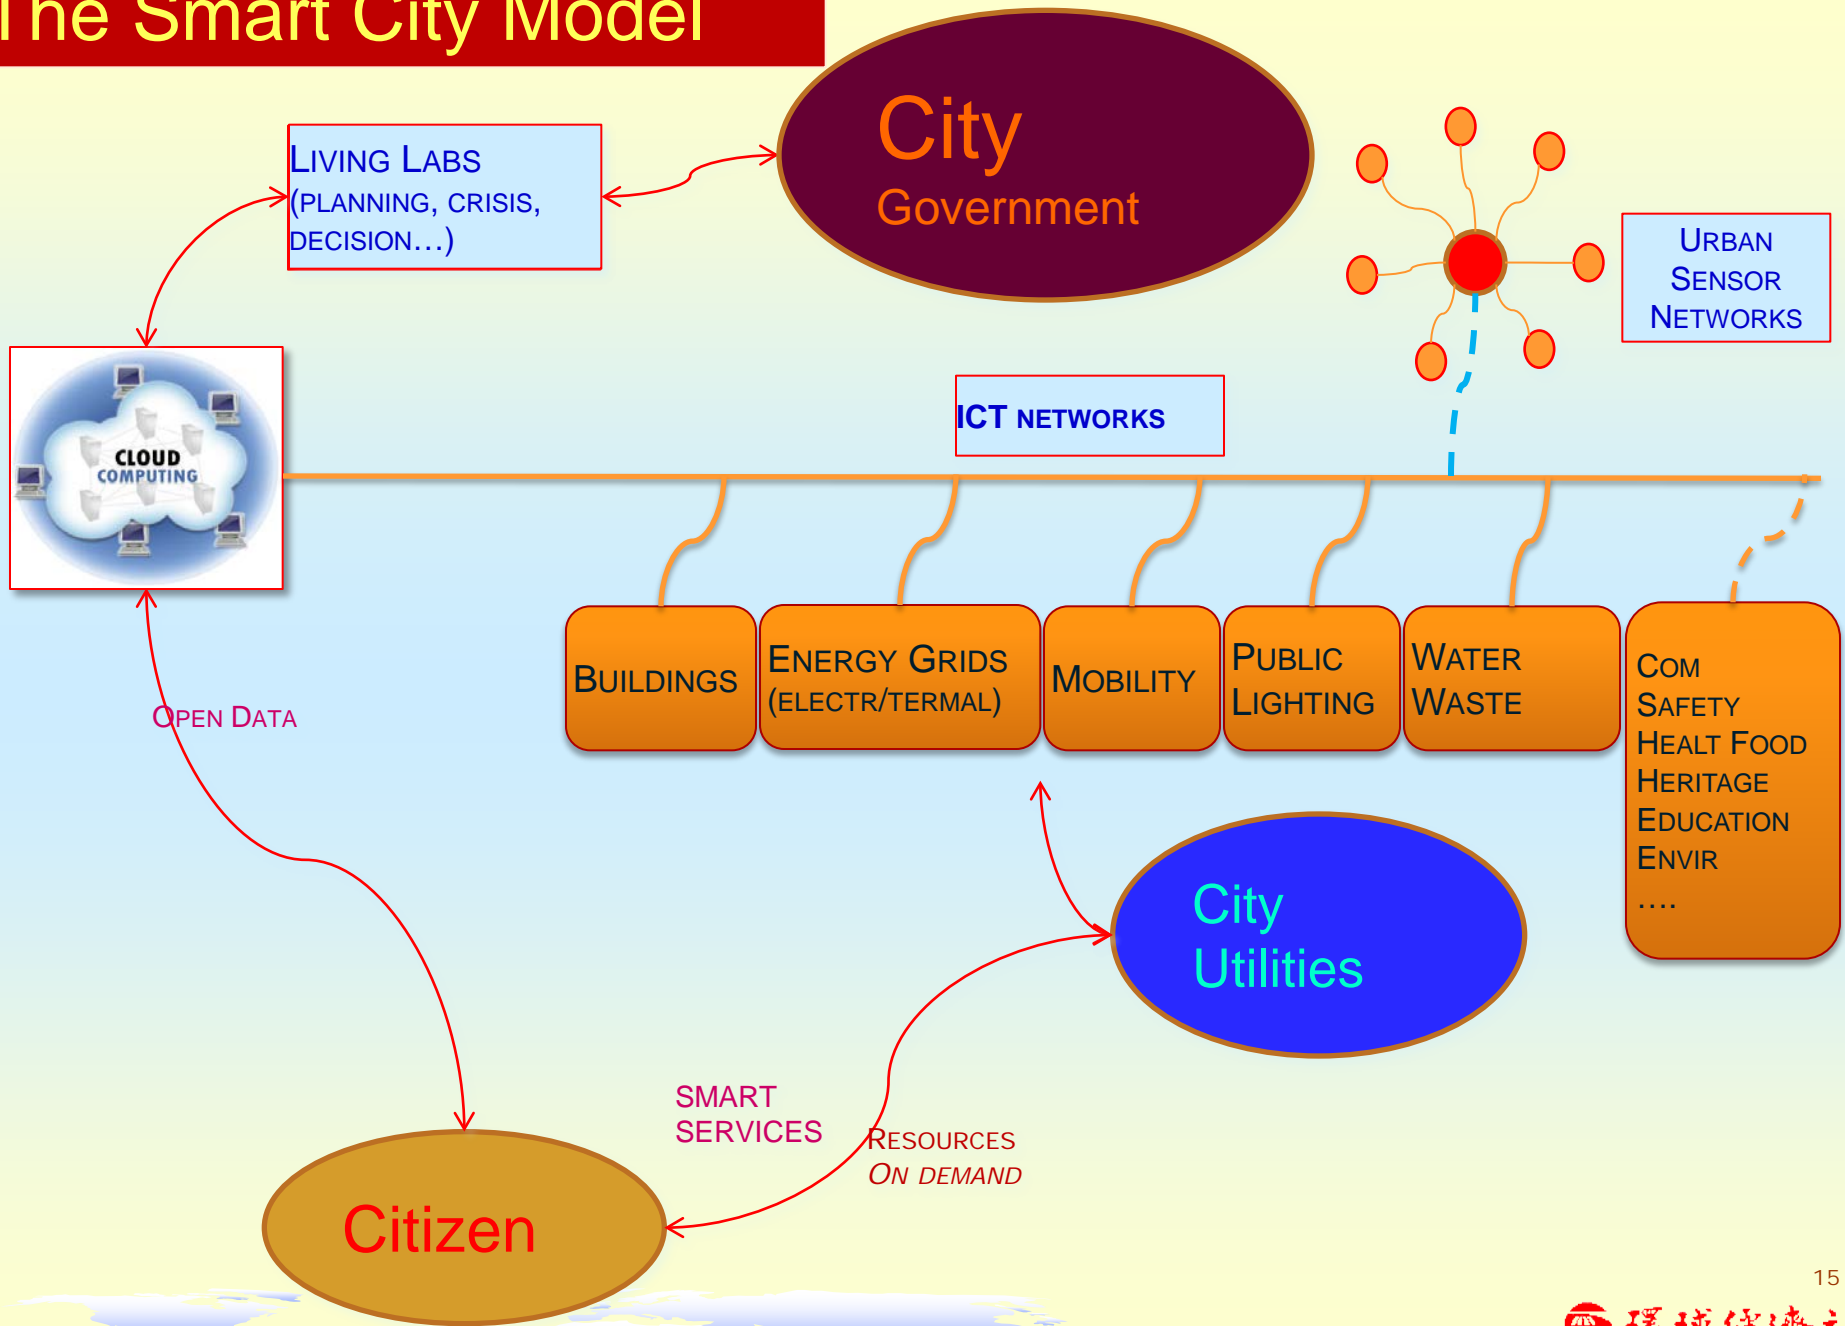 The Smart City Model
City
Government
LIVING LABS
(PLANNING, CRISIS,
DECISION…)
URBAN
SENSOR
NETWORKS
ICT NETWORKS
CLOUD
COMPUTING
BUILDINGS
ENERGY GRIDS
(ELECTR/TERMAL)
MOBILITY
PUBLIC
LIGHTING
WATER
WASTE
COM
SAFETY
HEALT FOOD
HERITAGE
EDUCATION
ENVIR
….
OPEN DATA
City
Utilities
SMART
SERVICES
RESOURCES
ON DEMAND
Citizen
15